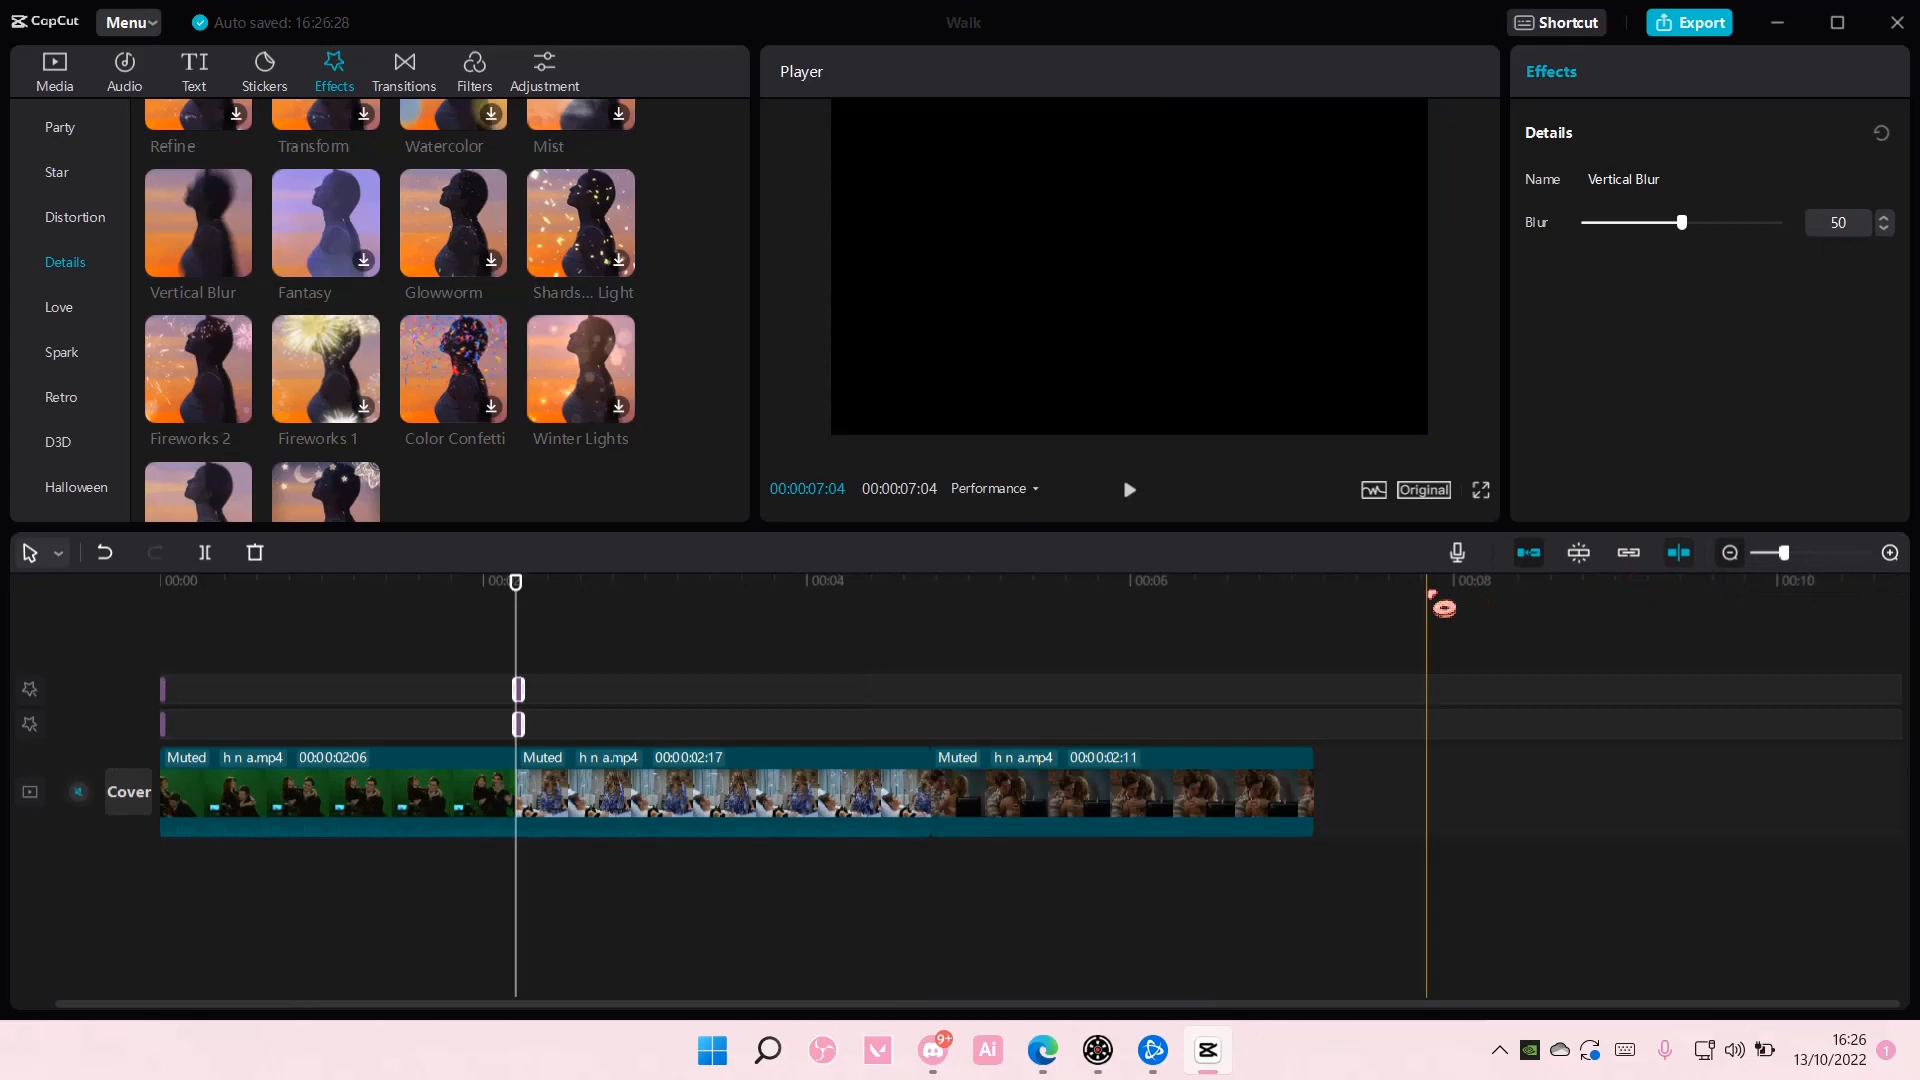 CapCut Menu Auto saved: 16:26:28 Walk Shortcut Export
Media Audio Text Stickers Effects Transitions Filters Adjustment
Player
Effects
Party
Star
Distortion
Details
Love
Spark
Retro
D3D
Halloween
Refine Transform Watercolor Mist
Vertical Blur Fantasy Glowworm Shards... Light
Fireworks 2 Fireworks 1 Color Confetti Winter Lights
00:00:07:04 00:00:07:04 Performance Original
Details
Name Vertical Blur
Blur 50
00:00 00:04 00:06 00:08 00:10
Muted h n a.mp4 00:00:02:06 Muted h n a.mp4 00:00:02:17 Muted h n a.mp4 00:00:02:11
Cover
9+
Ai
16:26
13/10/2022
1